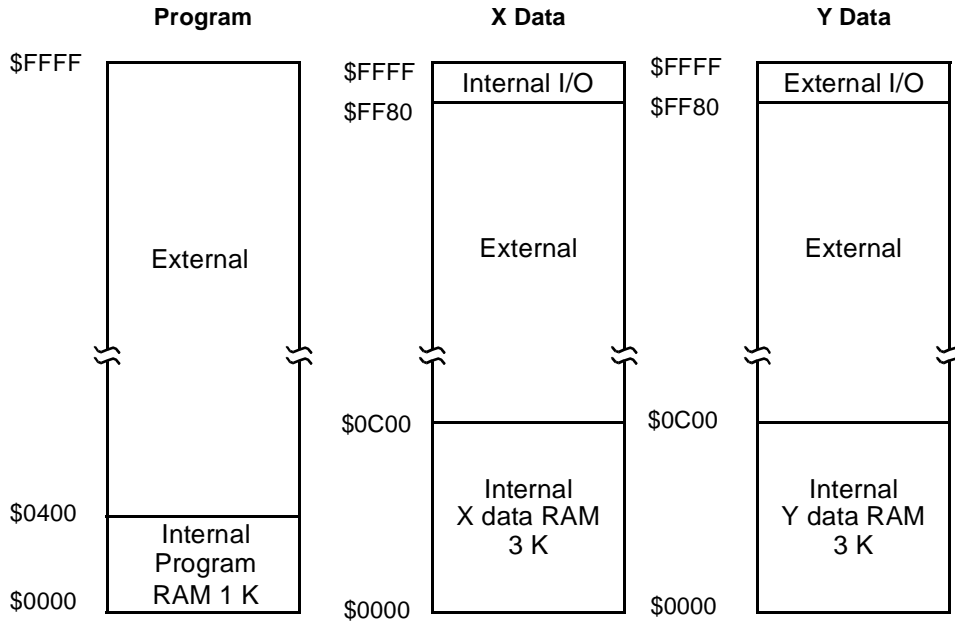 Program
$FFFF
External
$0400
Internal
Program
RAM 1 K
$0000
X Data
$FFFF
Internal I/O
$FF80
External
$0C00
Internal
X data RAM
3 K
$0000
Y Data
$FFFF
External I/O
$FF80
External
$0C00
Internal
Y data RAM
3 K
$0000